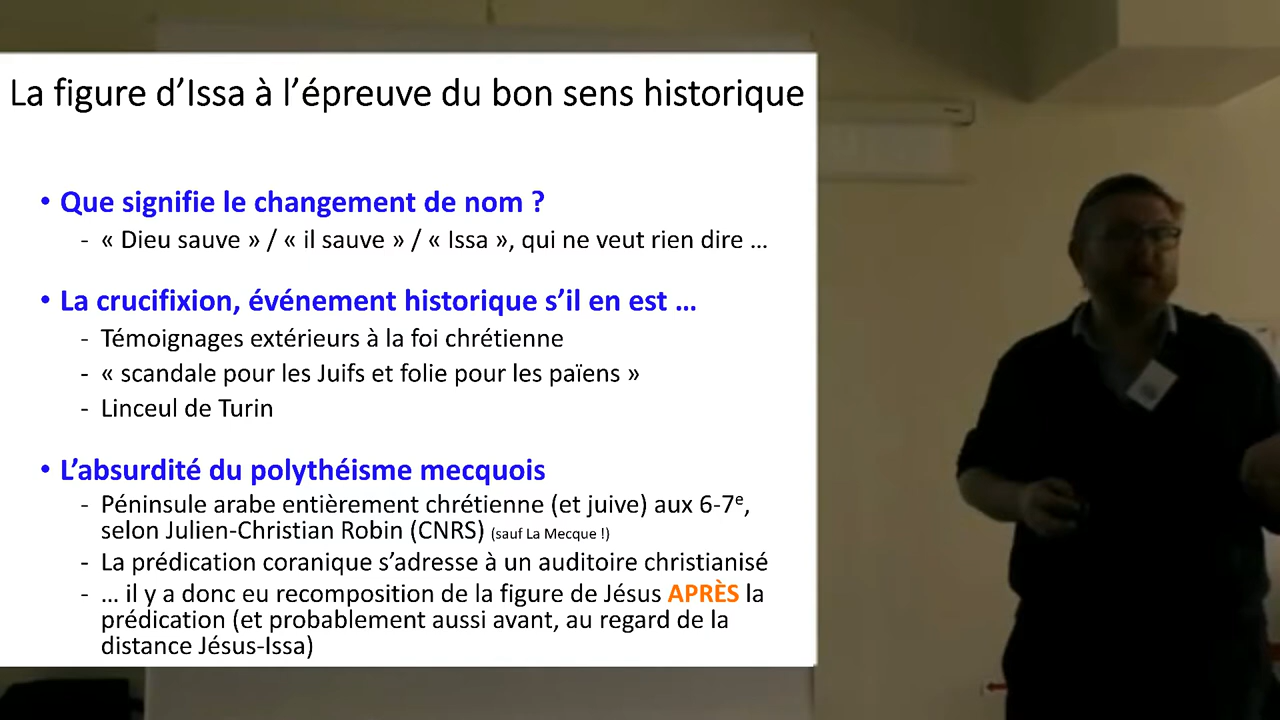 La figure d’Issa à l’épreuve du bon sens historique
• Que signifie le changement de nom ?
- « Dieu sauve » / « il sauve » / « Issa », qui ne veut rien dire …
• La crucifixion, événement historique s’il en est …
- Témoignages extérieurs à la foi chrétienne
- « scandale pour les Juifs et folie pour les païens »
- Linceul de Turin
• L’absurdité du polythéisme mecquois
- Péninsule arabe entièrement chrétienne (et juive) aux 6-7e,
selon Julien-Christian Robin (CNRS) (sauf La Mecque !)
- La prédication coranique s’adresse à un auditoire christianisé
- … il y a donc eu recomposition de la figure de Jésus APRÈS la
prédication (et probablement aussi avant, au regard de la
distance Jésus-Issa)